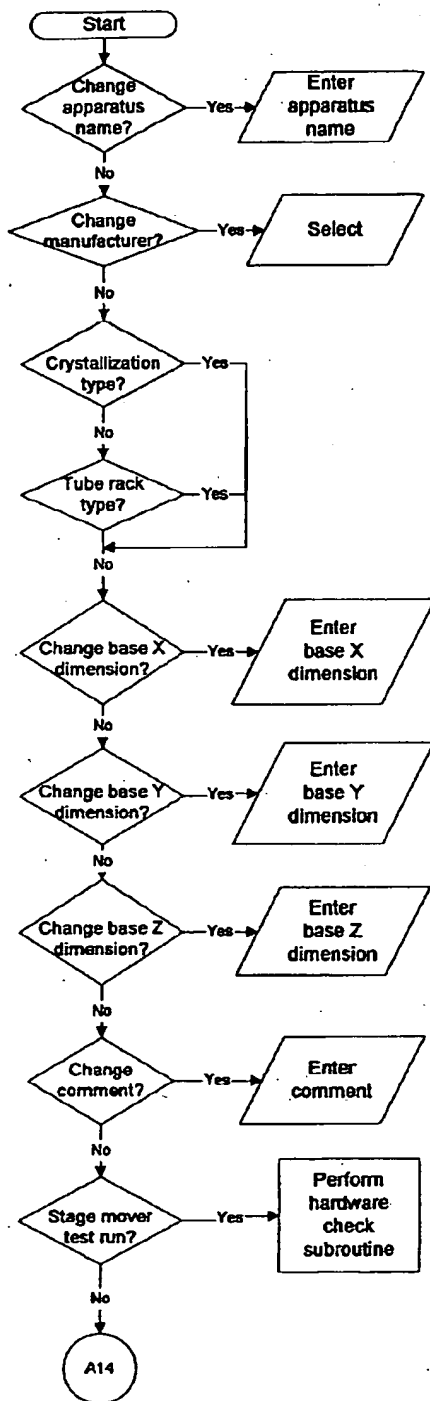 Start
Change
apparatus
name?
Yes
Enter
apparatus
name
No
Change
manufacturer?
Yes
Select
No
Crystallization
type?
Yes
No
Tube rack
type?
Yes
No
Change base X
dimension?
Yes
Enter
base X
dimension
No
Change base Y
dimension?
Yes
Enter
base Y
dimension
No
Change base Z
dimension?
Yes
Enter
base Z
dimension
No
Change
comment?
Yes
Enter
comment
No
Stage mover
test run?
Yes
Perform
hardware
check
subroutine
No
A14